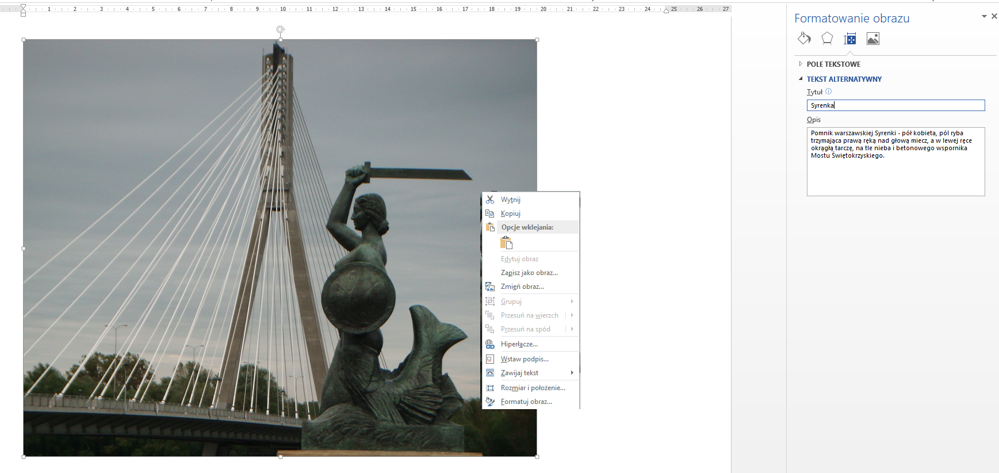 1 2 3 4 5 6 7 8 9 10 11 12 13 14 15 16 17 18 19 20 21 22 23 24 25 26 27
Wytnij
Kopiuj
Opcje wklejania:
Edytuj obraz
Zapisz jako obraz...
Zmień obraz...
Grupuj
Przesuń na wierzch
Przesuń na spód
Hiperłącze...
Wstaw podpis...
Zawijaj tekst
Rozmiar i położenie...
Formatuj obraz...
Formatowanie obrazu
POLE TEKSTOWE
TEKST ALTERNATYWNY
Tytuł
Syrenka
Opis
Pomnik warszawskiej Syrenki - pół kobieta, pól ryba
trzymająca prawą ręką nad głową miecz, a w lewej ręce
okrągłą tarczę, na tle nieba i betonowego wspornika
Mostu Świętokrzyskiego.